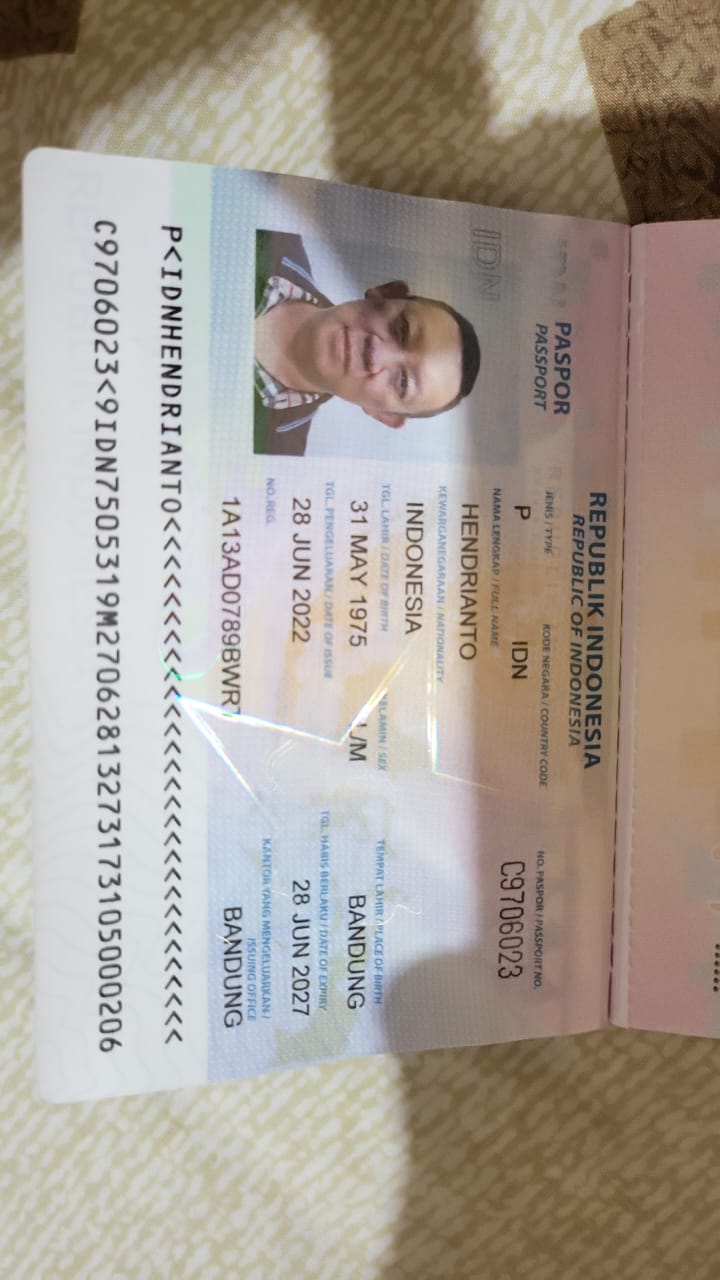 REPUBLIK INDONESIA
REPUBLIC OF INDONESIA
PASPOR
PASSPORT
JENIS / TYPE
KODE NEGARA / COUNTRY CODE
NO. PASPOR / PASSPORT NO.
P
IDN
C9706023
NAMA LENGKAP / FULL NAME
HENDRIANTO
KEWARGANEGARAAN / NATIONALITY
INDONESIA
TGL. LAHIR / DATE OF BIRTH
KELAMIN / SEX
TEMPAT LAHIR / PLACE OF BIRTH
31 MAY 1975
/M
BANDUNG
TGL. PENGELUARAN / DATE OF ISSUE
TGL. HABIS BERLAKU / DATE OF EXPIRY
28 JUN 2022
28 JUN 2027
NO. REG.
KANTOR YANG MENGELUARKAN /
ISSUING OFFICE
BANDUNG
IDN
P<IDNHENDRIANTO<<<<<<<<<<<<<<<<<<<<<<<<<<<<<
C9706023<9IDN7505319M27062813273173105000206